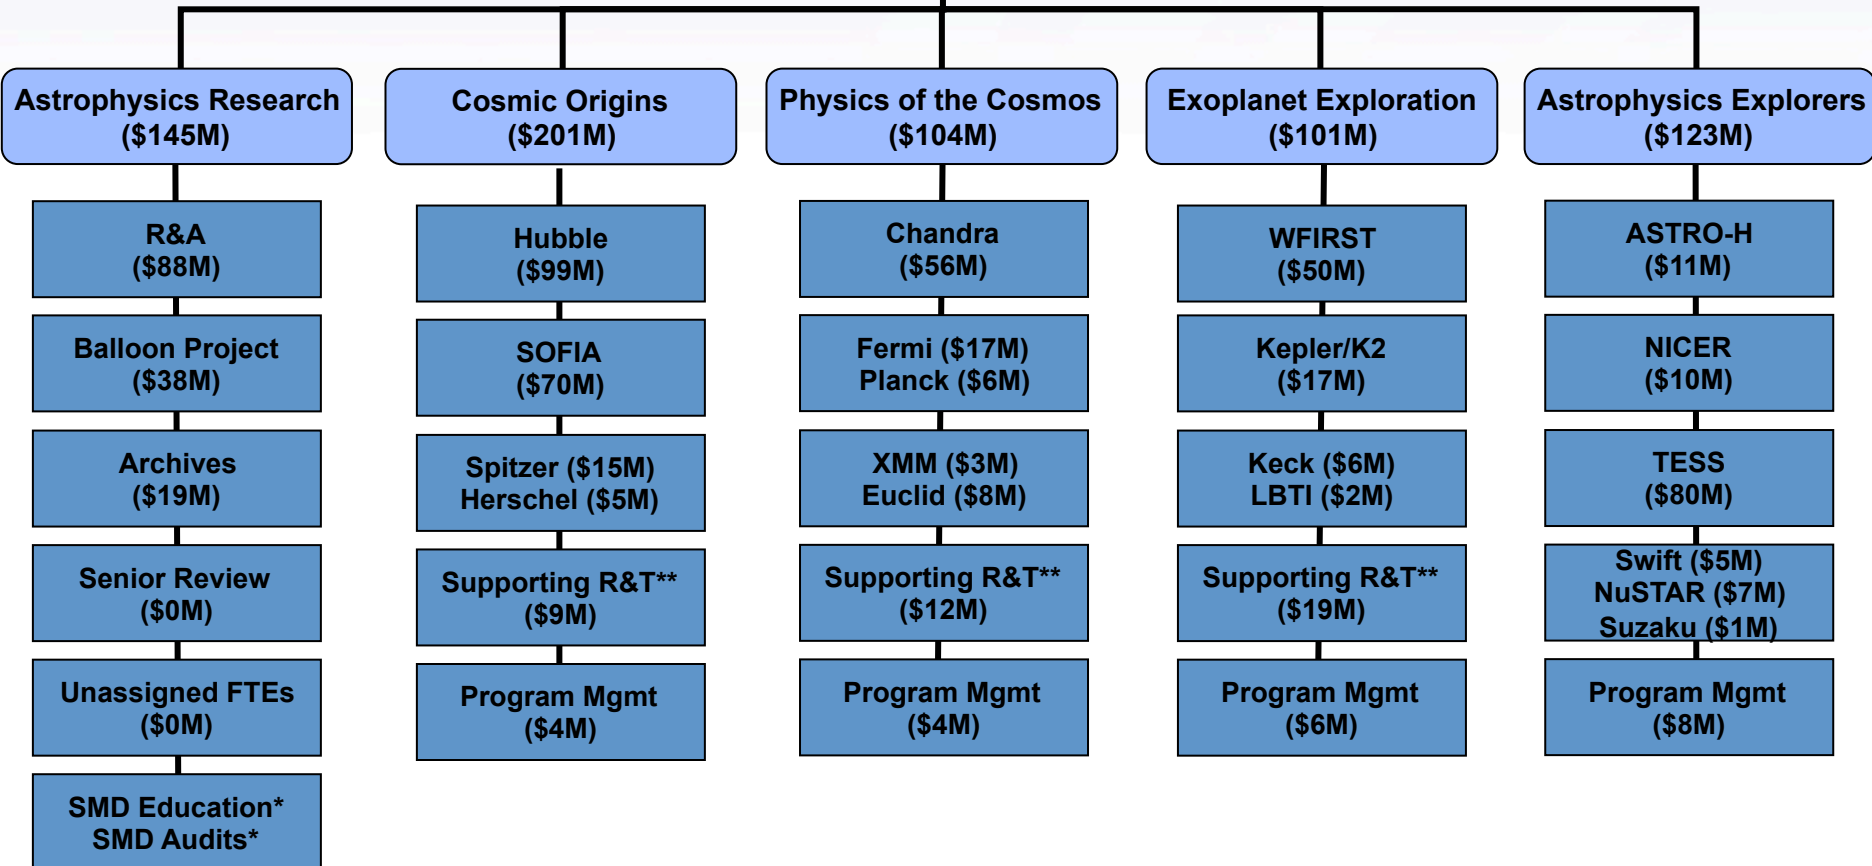 Astrophysics Research
($145M)
R&A
($88M)
Balloon Project
($38M)
Archives
($19M)
Senior Review
($0M)
Unassigned FTEs
($0M)
SMD Education*
SMD Audits*
Cosmic Origins
($201M)
Hubble
($99M)
SOFIA
($70M)
Spitzer ($15M)
Herschel ($5M)
Supporting R&T**
($9M)
Program Mgmt
($4M)
Physics of the Cosmos
($104M)
Chandra
($56M)
Fermi ($17M)
Planck ($6M)
XMM ($3M)
Euclid ($8M)
Supporting R&T**
($12M)
Program Mgmt
($4M)
Exoplanet Exploration
($101M)
WFIRST
($50M)
Kepler/K2
($17M)
Keck ($6M)
LBTI ($2M)
Supporting R&T**
($19M)
Program Mgmt
($6M)
Astrophysics Explorers
($123M)
ASTRO-H
($11M)
NICER
($10M)
TESS
($80M)
Swift ($5M)
NuSTAR ($7M)
Suzaku ($1M)
Program Mgmt
($8M)